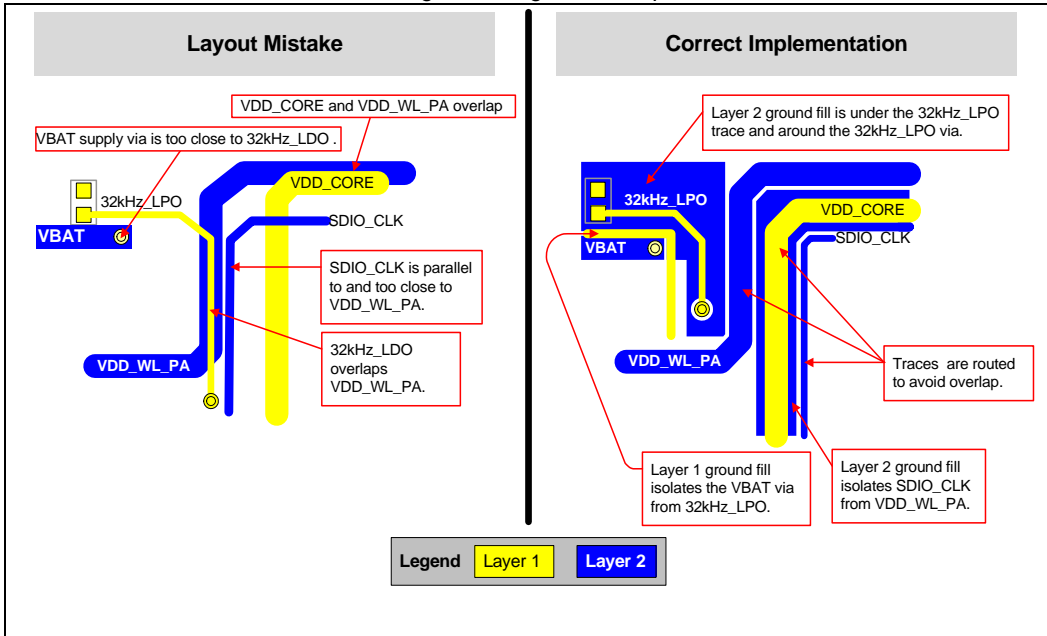 Layout Mistake
VDD_CORE and VDD_WL_PA overlap
VBAT supply via is too close to 32kHz_LDO .
VDD_CORE
32kHz_LPO
SDIO_CLK
VBAT
SDIO_CLK is parallel
to and too close to
VDD_WL_PA.
32kHz_LDO
overlaps
VDD_WL_PA.
VDD_WL_PA
Correct Implementation
Layer 2 ground fill is under the 32kHz_LPO
trace and around the 32kHz_LPO via.
32kHz_LPO
VDD_CORE
SDIO_CLK
VBAT
VDD_WL_PA
Traces are routed
to avoid overlap.
Layer 1 ground fill
isolates the VBAT via
from 32kHz_LPO.
Layer 2 ground fill
isolates SDIO_CLK
from VDD_WL_PA.
Legend Layer 1 Layer 2